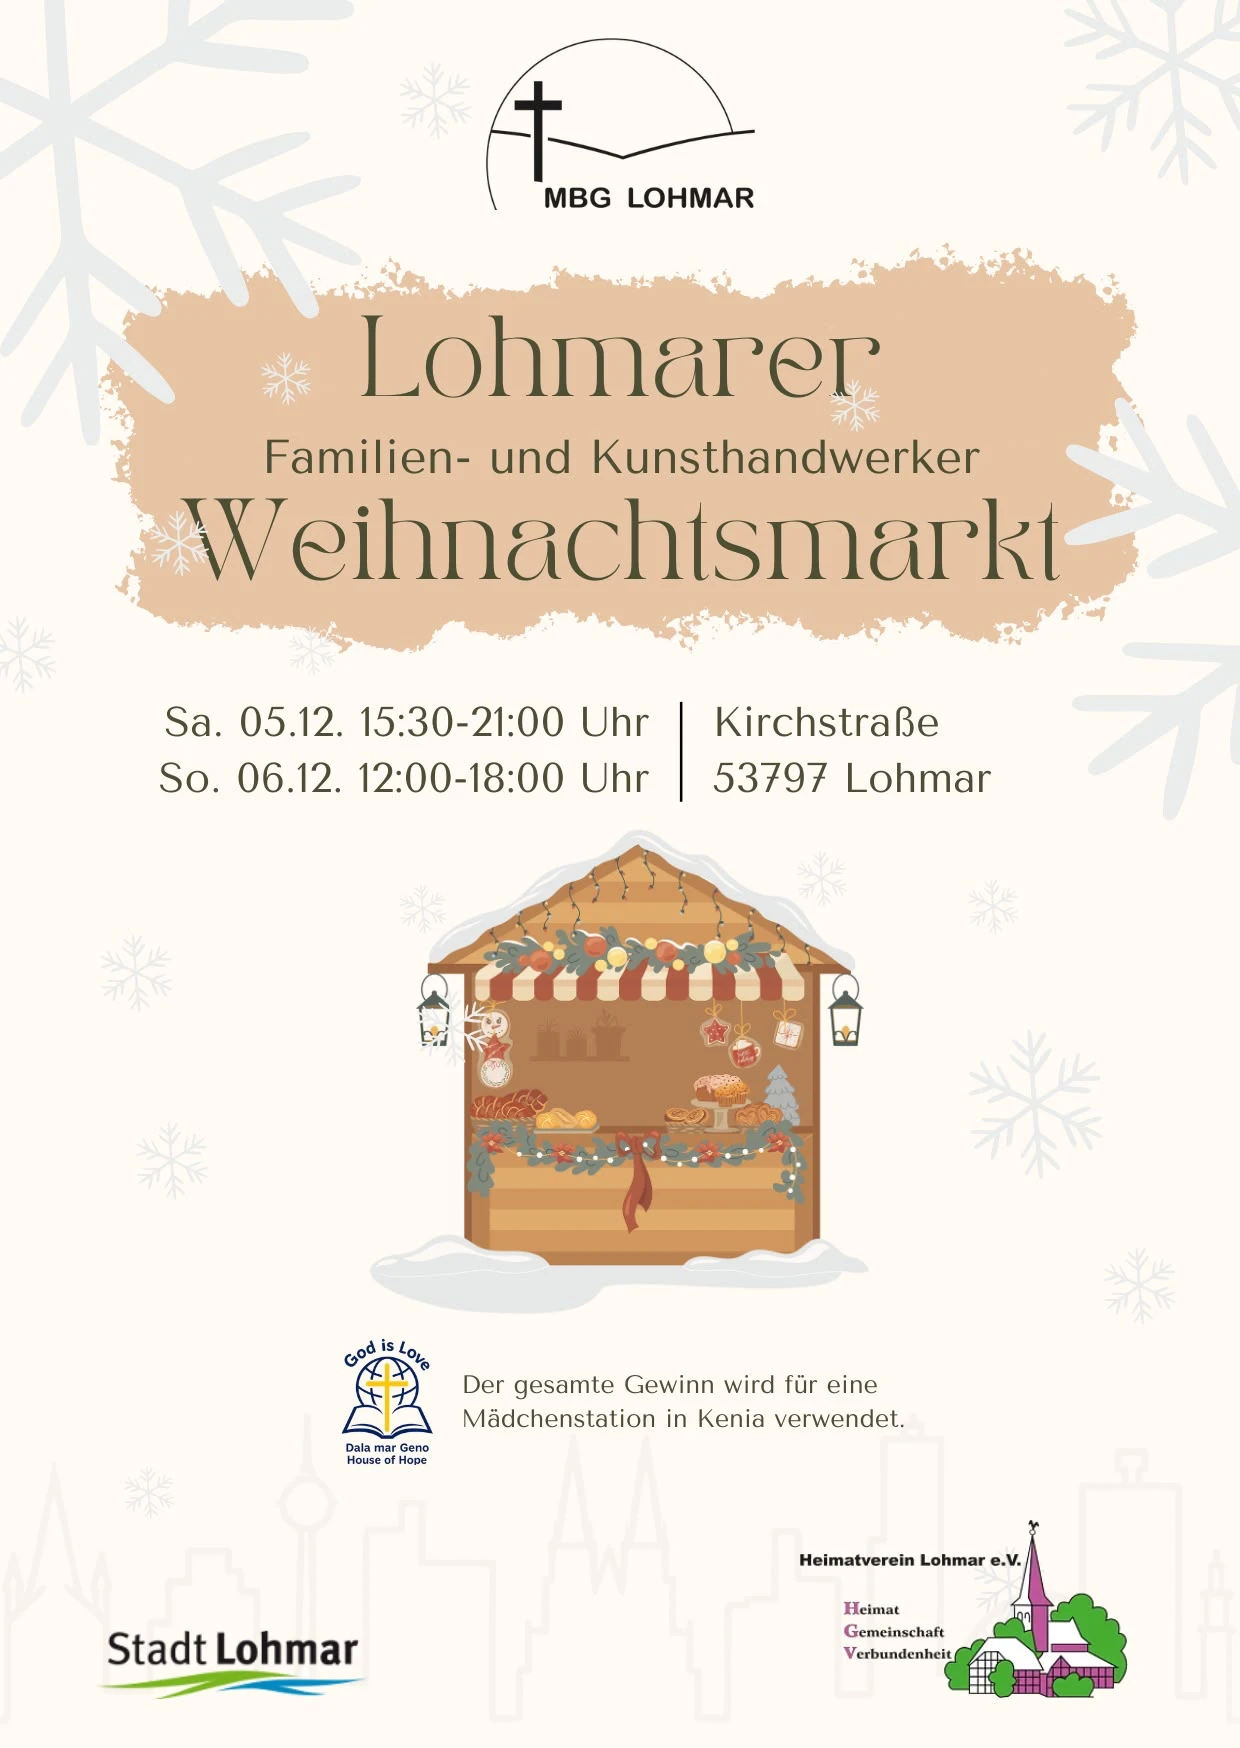 MBG LOHMAR
Lohmarer
Familien- und Kunsthandwerker
Weihnachtsmarkt
Sa. 05.12. 15:30-21:00 Uhr
So. 06.12. 12:00-18:00 Uhr
Kirchstraße
53797 Lohmar
God is Love
Dala mar Geno
House of Hope
Der gesamte Gewinn wird für eine
Mädchenstation in Kenia verwendet.
Stadt Lohmar
Heimatverein Lohmar e.V.
Heimat
Gemeinschaft
Verbundenheit